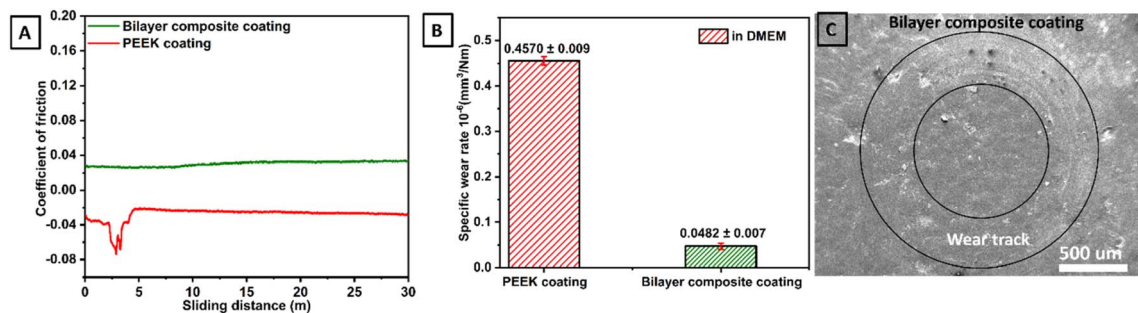 A
Bilayer composite coating
PEEK coating
Coefficient of friction
0.20
0.16
0.12
0.08
0.04
0.00
-0.04
-0.08
0 5 10 15 20 25 30
Sliding distance (m)
B
in DMEM
Specific wear rate 10-6(mm3/Nm)
0.5
0.4
0.3
0.2
0.1
0.0
0.4570 ± 0.009
0.0482 ± 0.007
PEEK coating Bilayer composite coating
C
Bilayer composite coating
Wear track
500 um